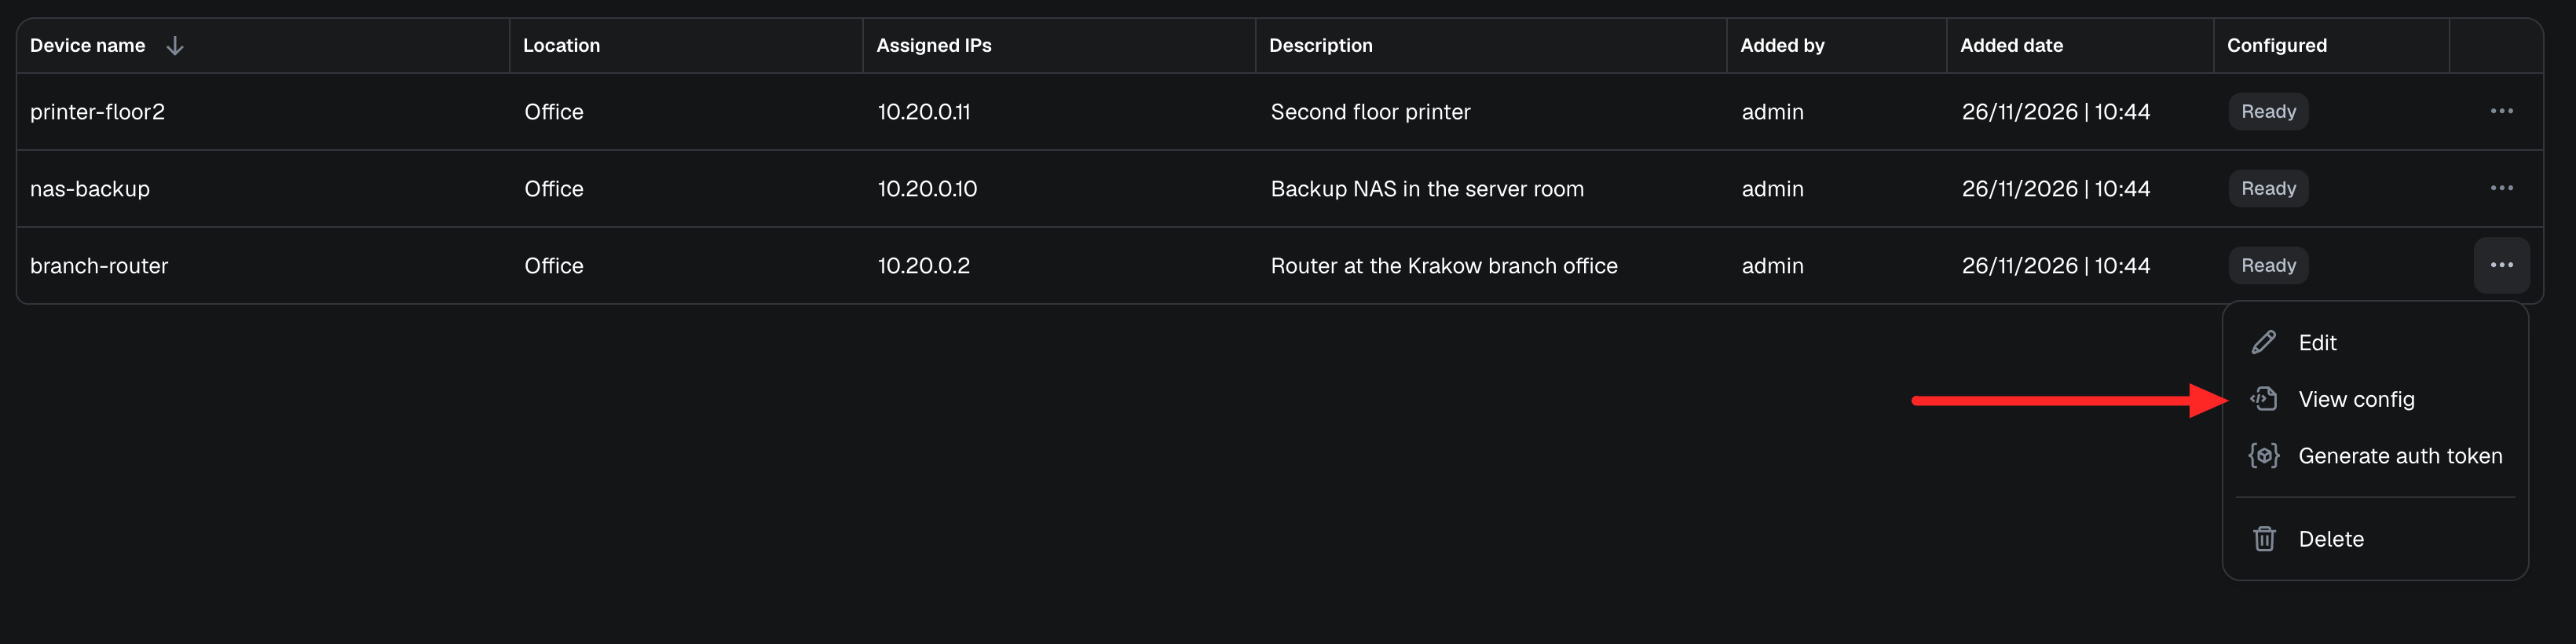 Device name Location Assigned IPs Description Added by Added date Configured
printer-floor2 Office 10.20.0.11 Second floor printer admin 26/11/2026 | 10:44 Ready
nas-backup Office 10.20.0.10 Backup NAS in the server room admin 26/11/2026 | 10:44 Ready
branch-router Office 10.20.0.2 Router at the Krakow branch office admin 26/11/2026 | 10:44 Ready
Edit
View config
Generate auth token
Delete